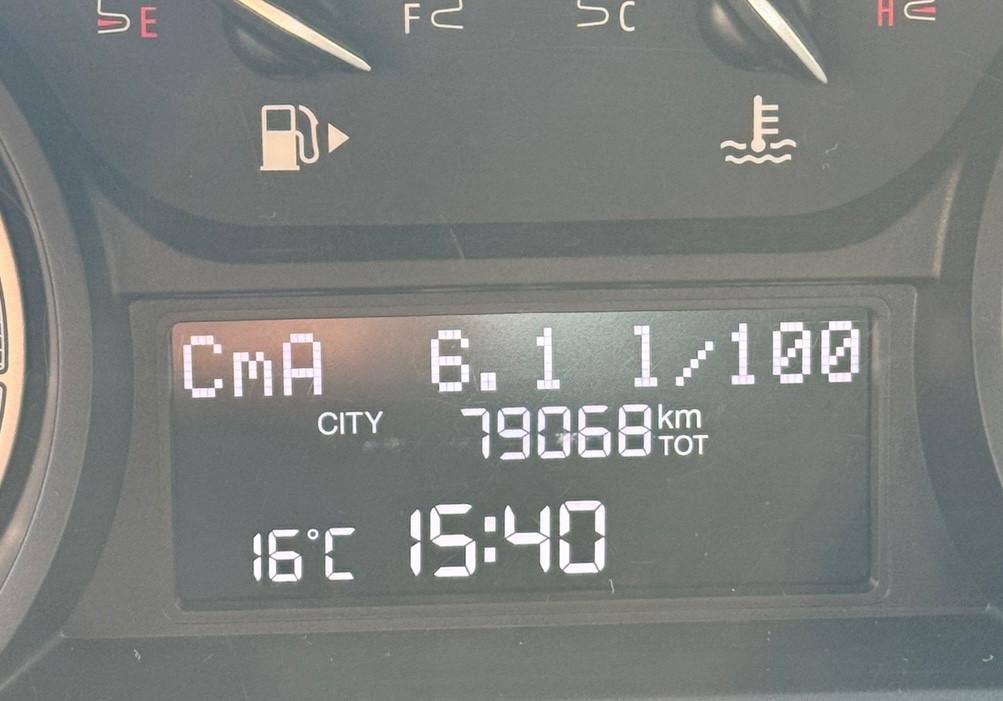 E F C H
CmA 6.1 l/100
CITY 79068 km
TOT
16°C 15:40